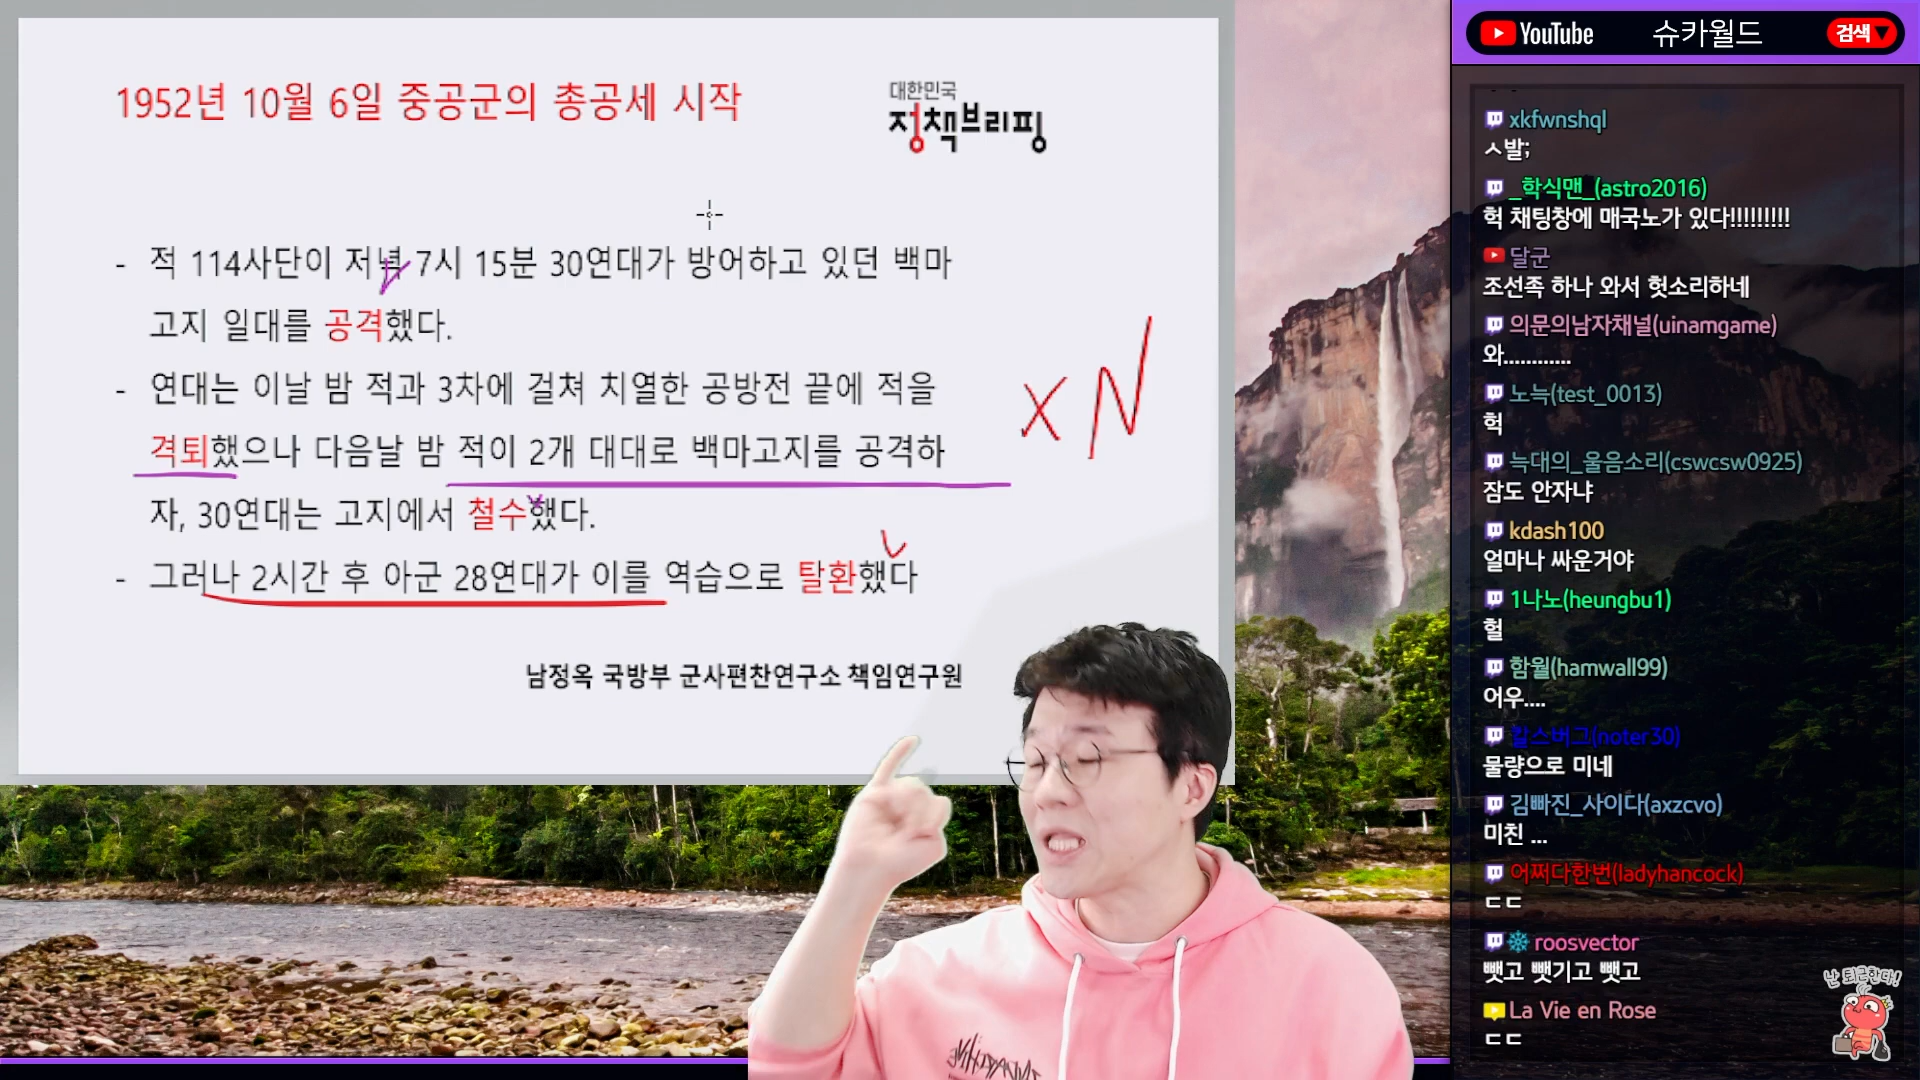 1952년 10월 6일 중공군의 총공세 시작
대한민국
정책브리핑
- 적 114사단이 저녁 7시 15분 30연대가 방어하고 있던 백마
고지 일대를 공격했다.
- 연대는 이날 밤 적과 3차에 걸쳐 치열한 공방전 끝에 적을
격퇴했으나 다음날 밤 적이 2개 대대로 백마고지를 공격하
자, 30연대는 고지에서 철수했다.
- 그러나 2시간 후 아군 28연대가 이를 역습으로 탈환했다
남정옥 국방부 군사편찬연구소 책임연구원
x N
YouTube 슈카월드 검색▼
xkfwnshql
ㅅ발;
_학식맨_(astro2016)
헉 채팅창에 매국노가 있다!!!!!!!!!
달군
조선족 하나 와서 헛소리하네
의문의남자채널(uinamgame)
와............
노늑(test_0013)
헉
늑대의_울음소리(cswcsw0925)
잠도 안자냐
kdash100
얼마나 싸운거야
1나노(heungbu1)
헐
함월(hamwall99)
어우....
칼스버그(noter30)
물량으로 미네
김빠진_사이다(axzcvo)
미친 ...
어쩌다한번(ladyhancock)
ㄷㄷ
roosvector
뺏고 뺏기고 뺏고
La Vie en Rose
ㄷㄷ
난 퇴근한다!